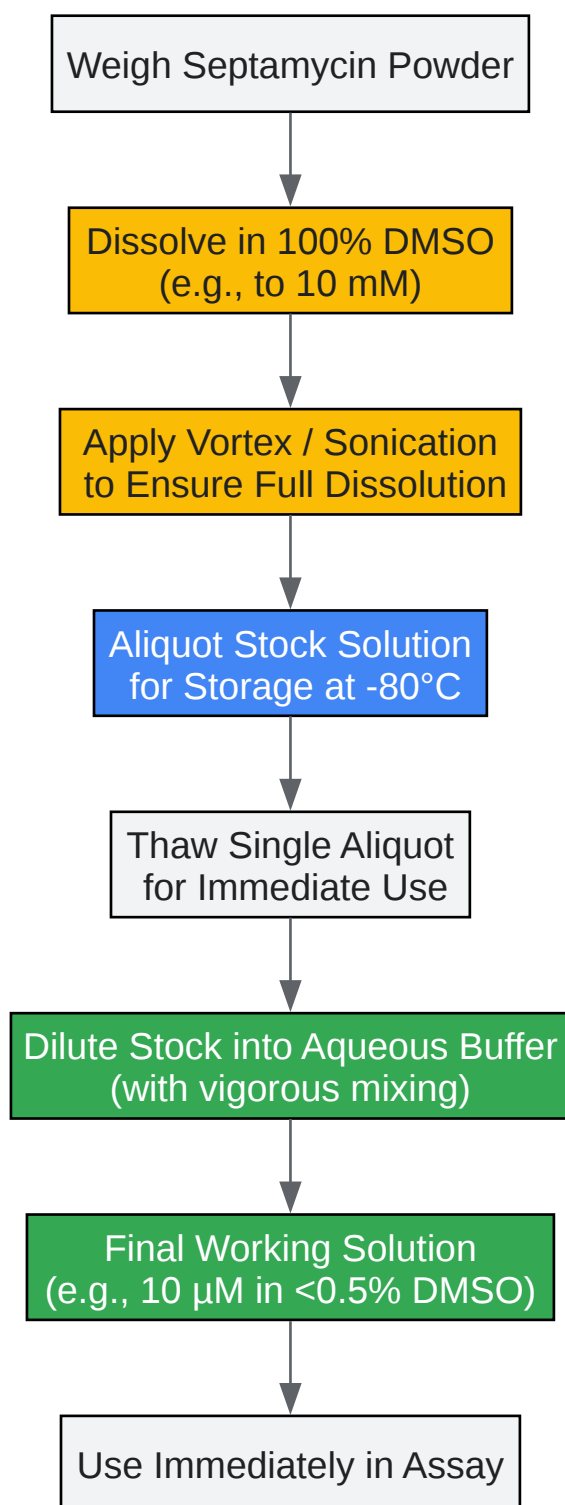 Weigh Septamycin Powder
Dissolve in 100% DMSO
(e.g., to 10 mM)
Apply Vortex / Sonication
to Ensure Full Dissolution
Aliquot Stock Solution
for Storage at -80°C
Thaw Single Aliquot
for Immediate Use
Dilute Stock into Aqueous Buffer
(with vigorous mixing)
Final Working Solution
(e.g., 10 µM in <0.5% DMSO)
Use Immediately in Assay